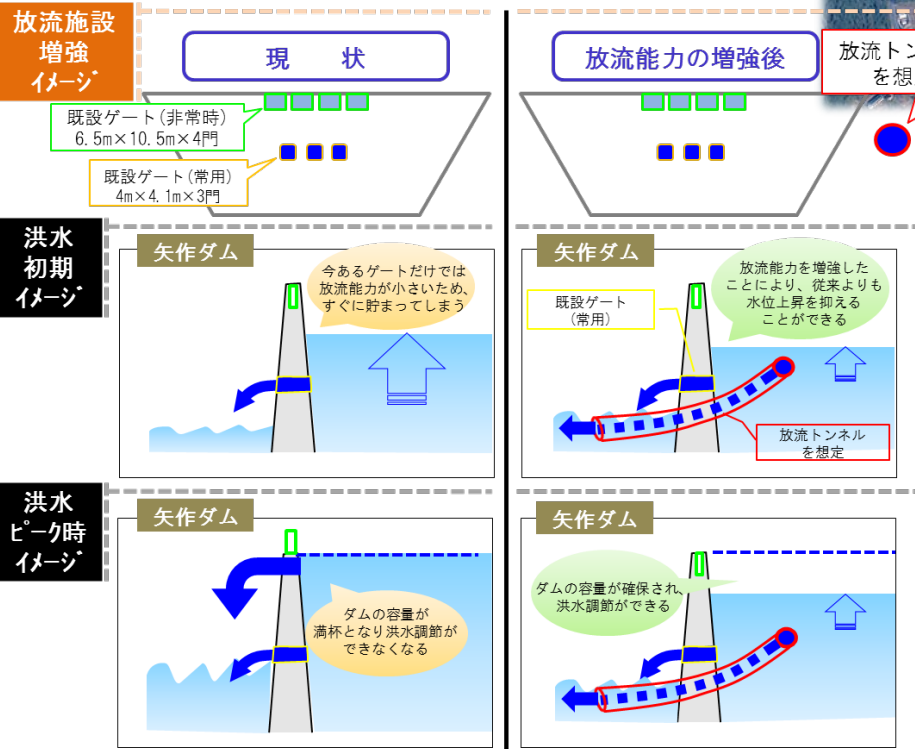 放流施設
増強
ｲﾒｰｼﾞ
現　状
既設ゲート(非常時)
6.5m×10.5m×4門
既設ゲート(常用)
4m×4.1m×3門
放流能力の増強後
放流トン
を想
洪水
初期
ｲﾒｰｼﾞ
矢作ダム
今あるゲートだけでは
放流能力が小さいため、
すぐに貯まってしまう
矢作ダム
既設ゲート
(常用)
放流能力を増強した
ことにより、従来よりも
水位上昇を抑える
ことができる
放流トンネル
を想定
洪水
ﾋﾟｰｸ時
ｲﾒｰｼﾞ
矢作ダム
ダムの容量が
満杯となり洪水調節が
できなくなる
矢作ダム
ダムの容量が確保され、
洪水調節ができる